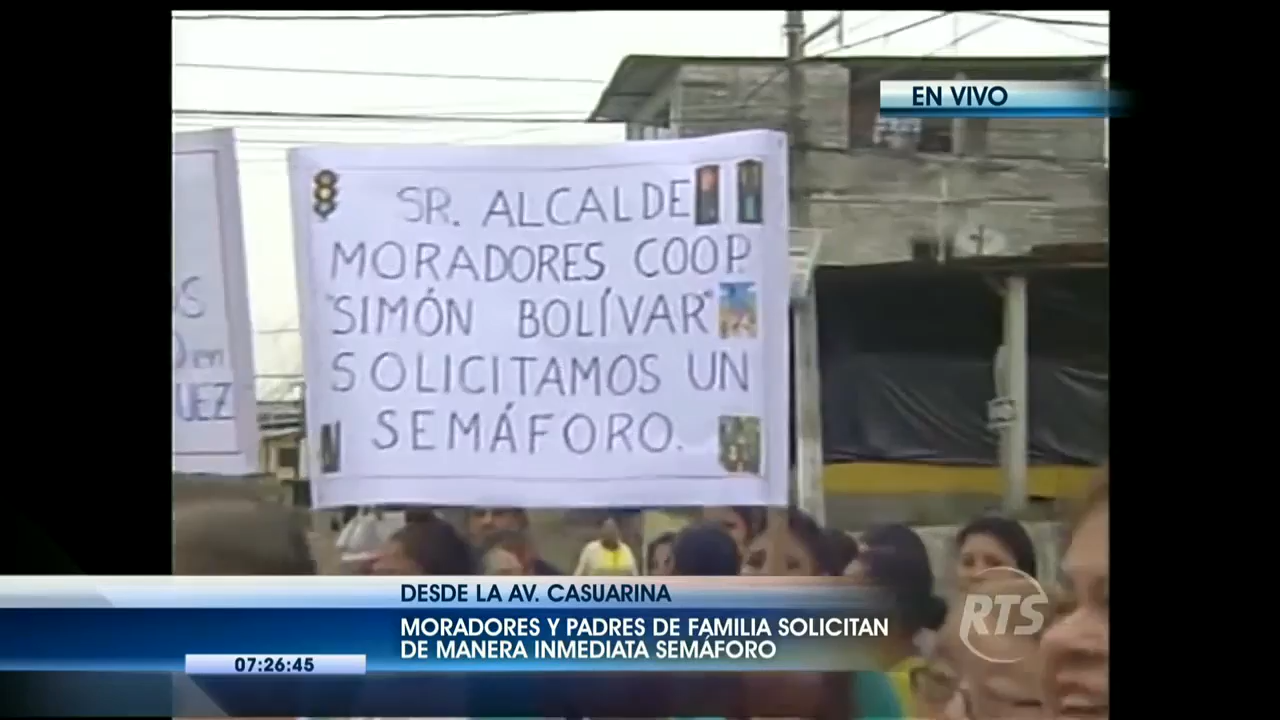 EN VIVO
SR. ALCALDE
MORADORES COOP.
"SIMÓN BOLÍVAR"
SOLICITAMOS UN
SEMÁFORO.
en
DESDE LA AV. CASUARINA
MORADORES Y PADRES DE FAMILIA SOLICITAN
DE MANERA INMEDIATA SEMÁFORO
07:26:45
RTS